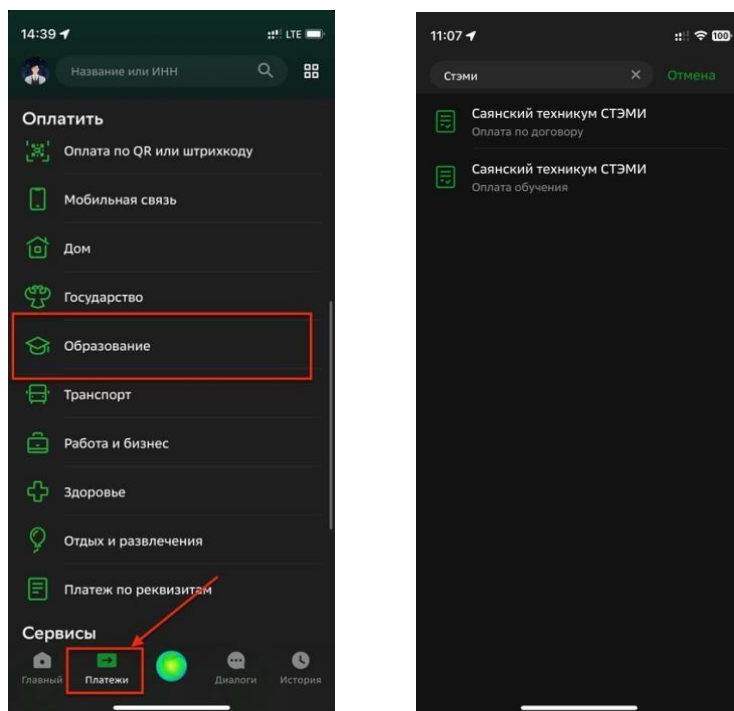 14:39
LTE
Название или ИНН
Оплатить
Оплата по QR или штрихкоду
Мобильная связь
Дом
Государство
Образование
Транспорт
Работа и бизнес
Здоровье
Отдых и развлечения
Платеж по реквизитам
Сервисы
Главный
Платежи
Диалоги
История
11:07
100
Стэми
Отмена
Саянский техникум СТЭМИ
Оплата по договору
Саянский техникум СТЭМИ
Оплата обучения